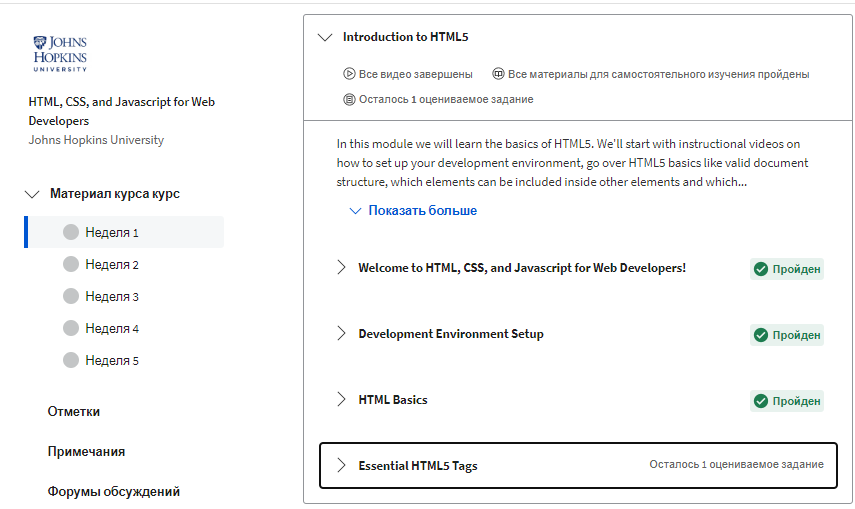 JOHNS
HOPKINS
UNIVERSITY
HTML, CSS, and Javascript for Web
Developers
Johns Hopkins University
Материал курса курс
Неделя 1
Неделя 2
Неделя 3
Неделя 4
Неделя 5
Отметки
Примечания
Форумы обсуждений
Introduction to HTML5
Все видео завершены
Все материалы для самостоятельного изучения пройдены
Осталось 1 оцениваемое задание
In this module we will learn the basics of HTML5. We'll start with instructional videos on
how to set up your development environment, go over HTML5 basics like valid document
structure, which elements can be included inside other elements and which...
Показать больше
Welcome to HTML, CSS, and Javascript for Web Developers!
Пройден
Development Environment Setup
Пройден
HTML Basics
Пройден
Essential HTML5 Tags
Осталось 1 оцениваемое задание